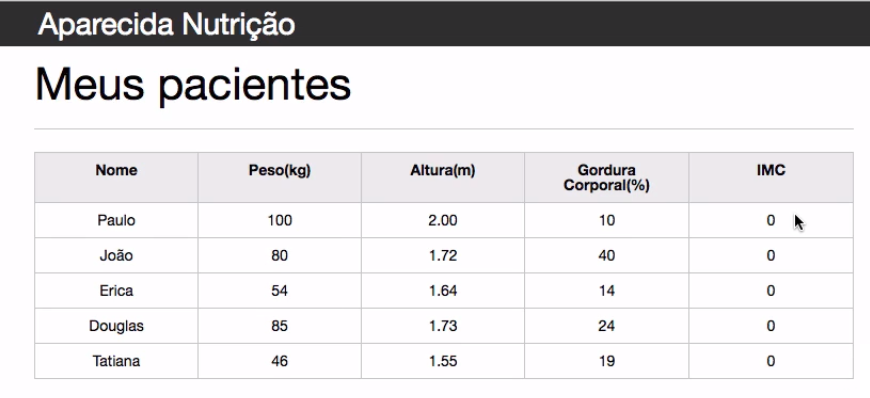 Aparecida Nutrição
Meus pacientes
Nome Peso(kg) Altura(m) Gordura Corporal(%) IMC
Paulo 100 2.00 10 0
João 80 1.72 40 0
Erica 54 1.64 14 0
Douglas 85 1.73 24 0
Tatiana 46 1.55 19 0